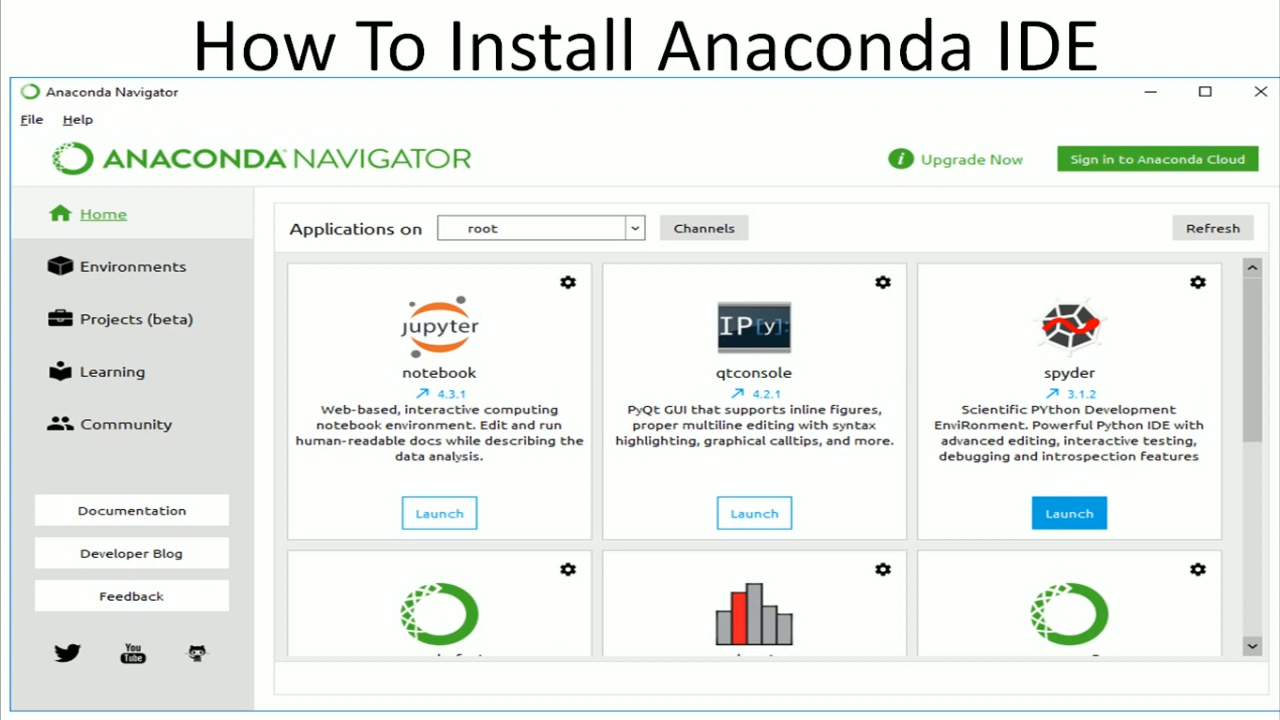 How To Install Anaconda IDE
Anaconda Navigator
File Help
ANACONDA NAVIGATOR
i Upgrade Now
Sign in to Anaconda Cloud
Home
Environments
Projects (beta)
Learning
Community
Documentation
Developer Blog
Feedback
You
Tube
Applications on root Channels Refresh
jupyter
notebook
4.3.1
Web-based, interactive computing
notebook environment. Edit and run
human-readable docs while describing the
data analysis.
Launch
IP[y]:
qtconsole
4.2.1
PyQt GUI that supports inline figures,
proper multiline editing with syntax
highlighting, graphical calltips, and more.
Launch
spyder
3.1.2
Scientific PYthon Development
EnviRonment. Powerful Python IDE with
advanced editing, interactive testing,
debugging and introspection features
Launch